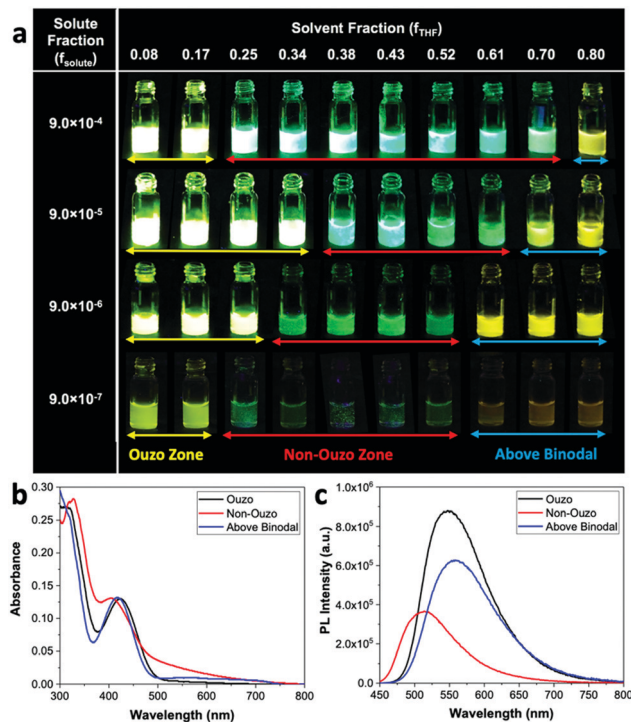 a
Solute Fraction (f_solute)
Solvent Fraction (f_THF)
0.08 0.17 0.25 0.34 0.38 0.43 0.52 0.61 0.70 0.80
9.0×10⁻⁴
9.0×10⁻⁵
9.0×10⁻⁶
9.0×10⁻⁷
Ouzo Zone Non-Ouzo Zone Above Binodal
b
0.30
0.25
0.20
0.15
0.10
0.05
0.00
Absorbance
Ouzo
Non-Ouzo
Above Binodal
300 400 500 600 700 800
Wavelength (nm)
c
1.0x10⁶
8.0x10⁵
6.0x10⁵
4.0x10⁵
2.0x10⁵
0.0
PL Intensity (a.u.)
Ouzo
Non-Ouzo
Above Binodal
450 500 550 600 650 700 750 800
Wavelength (nm)